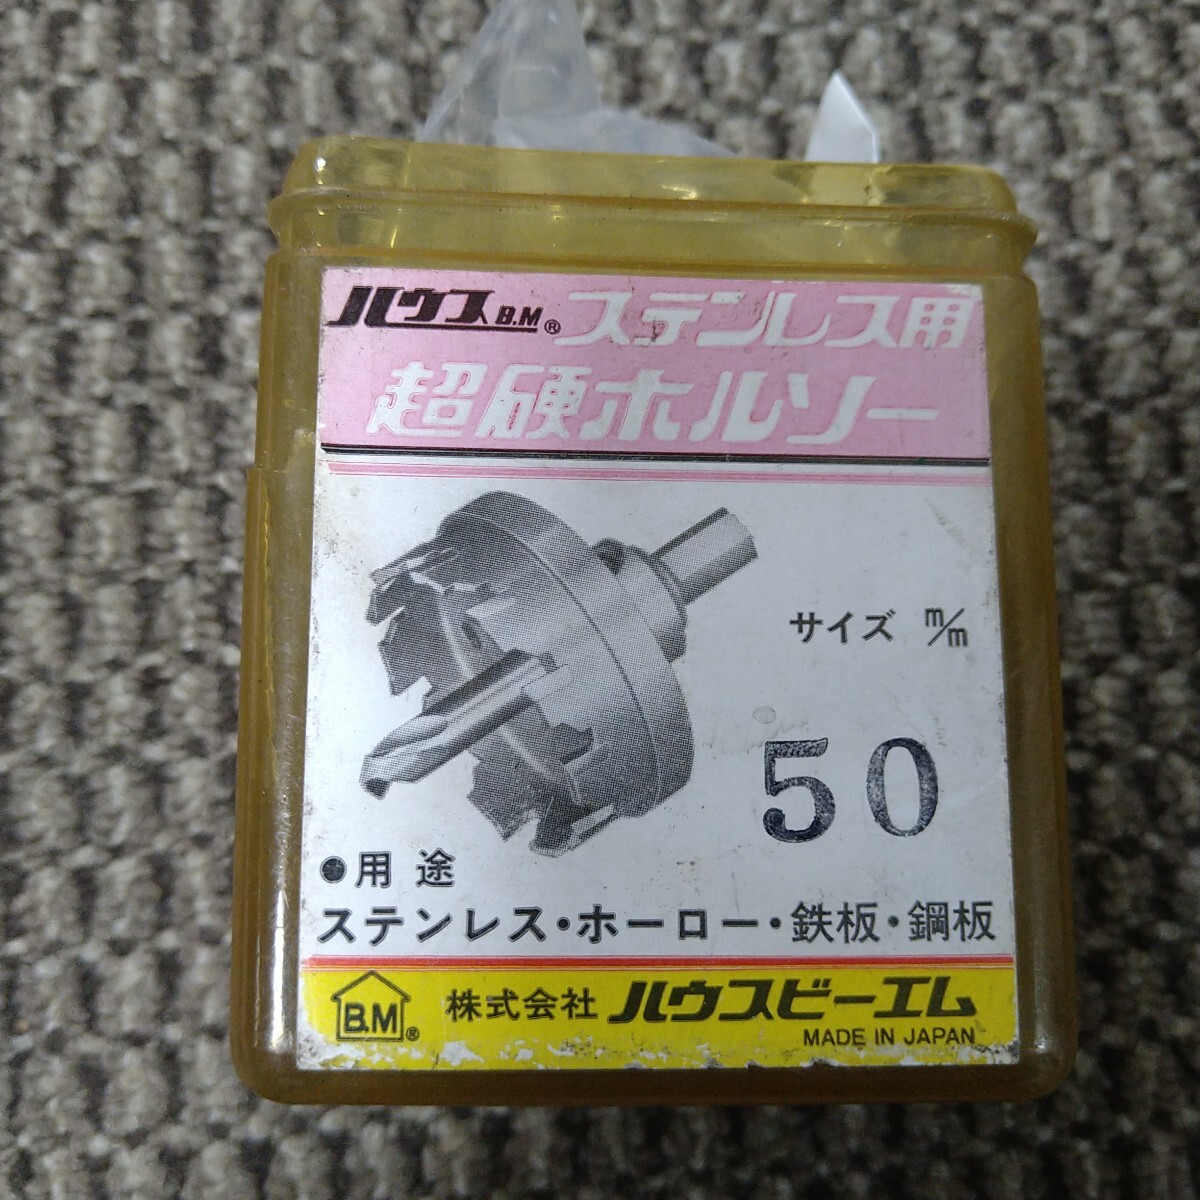 ハウスB.M® ステンレス用
超硬ホルソー
サイズ m/m
50
●用途
ステンレス・ホーロー・鉄板・鋼板
B.M® 株式会社 ハウスビーエム
MADE IN JAPAN